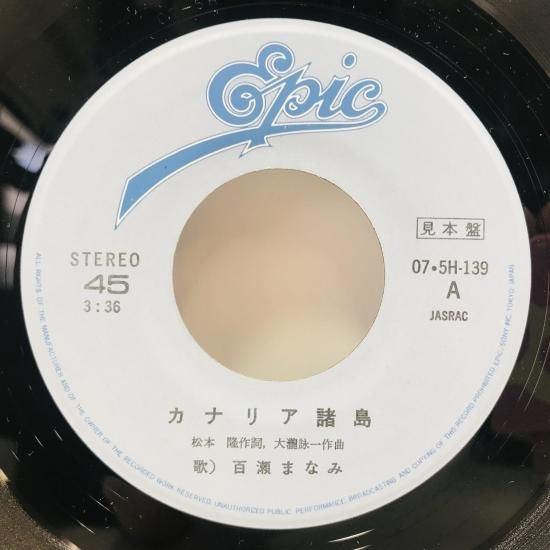 Epic
見本盤
STEREO
45
3:36
07・5H-139
A
JASRAC
カナリア諸島
松本 隆作詞, 大瀧詠一作曲
歌) 百瀬まなみ
ALL RIGHTS OF THE MANUFACTURER AND OF THE OWNER OF THE RECORDED WORK RESERVED. UNAUTHORIZED PUBLIC PERFORMANCE, BROADCASTING AND COPYING OF THIS RECORD PROHIBITED EPIC/SONY INC. TOKYO JAPAN